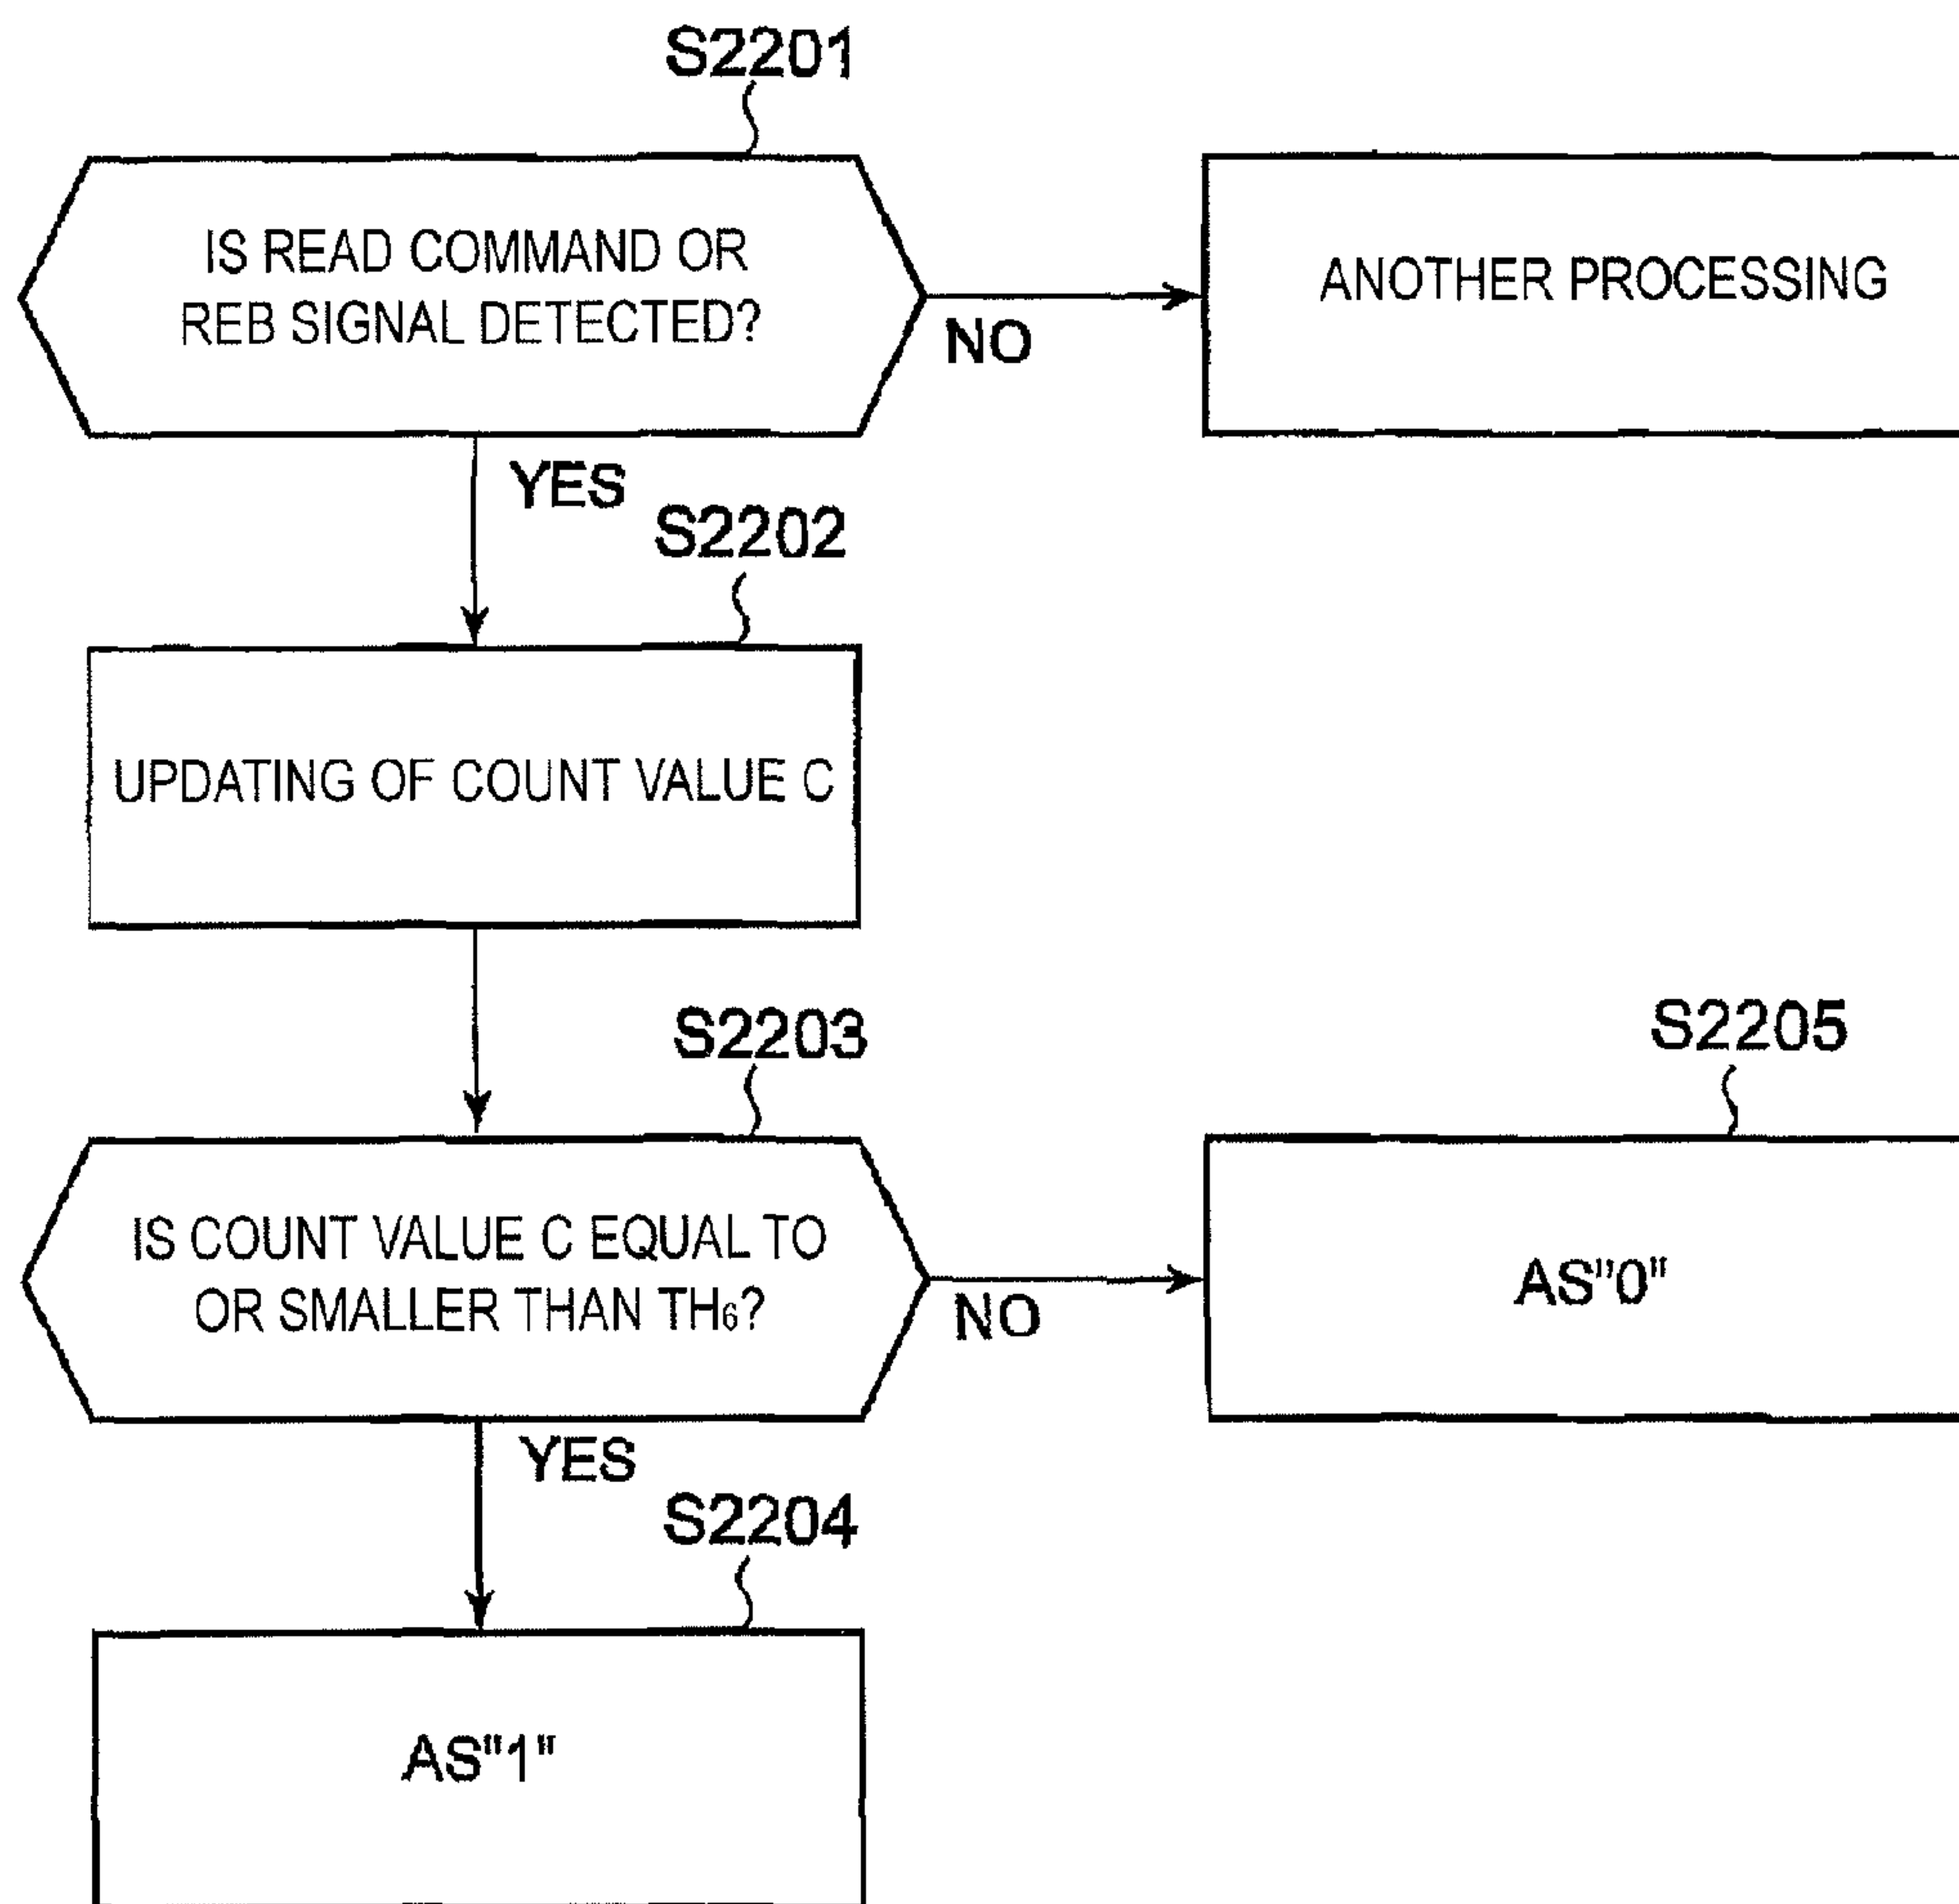 S2201
IS READ COMMAND OR
REB SIGNAL DETECTED?
NO
ANOTHER PROCESSING
YES
S2202
UPDATING OF COUNT VALUE C
S2203
IS COUNT VALUE C EQUAL TO
OR SMALLER THAN TH₆?
NO
S2205
AS"0"
YES
S2204
AS"1"